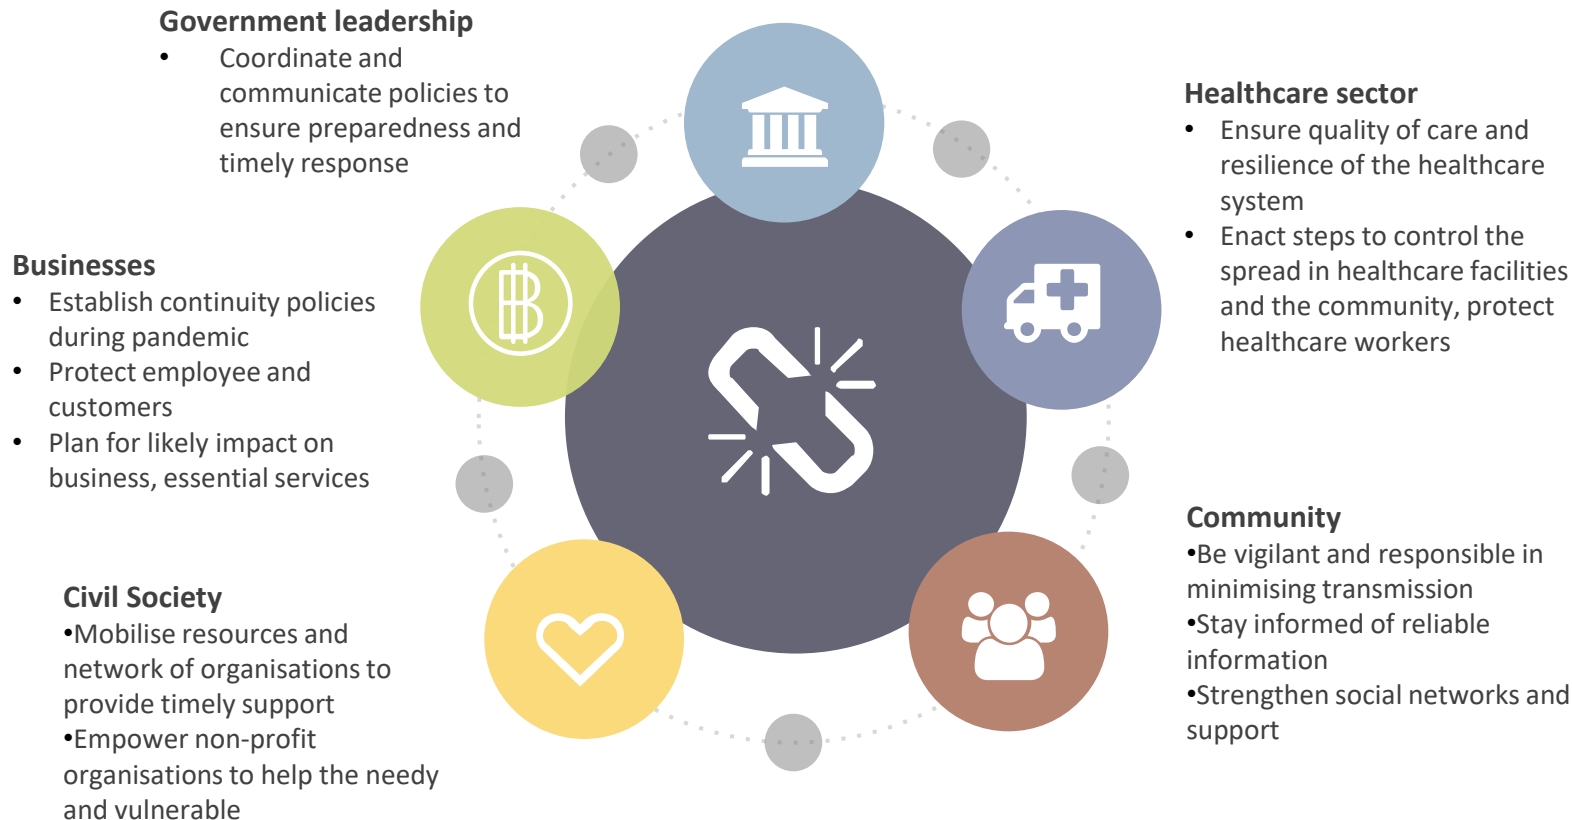 Government leadership
• Coordinate and
communicate policies to
ensure preparedness and
timely response
Healthcare sector
• Ensure quality of care and
resilience of the healthcare
system
• Enact steps to control the
spread in healthcare facilities
and the community, protect
healthcare workers
Businesses
• Establish continuity policies
during pandemic
• Protect employee and
customers
• Plan for likely impact on
business, essential services
Community
•Be vigilant and responsible in
minimising transmission
•Stay informed of reliable
information
•Strengthen social networks and
support
Civil Society
•Mobilise resources and
network of organisations to
provide timely support
•Empower non-profit
organisations to help the needy
and vulnerable